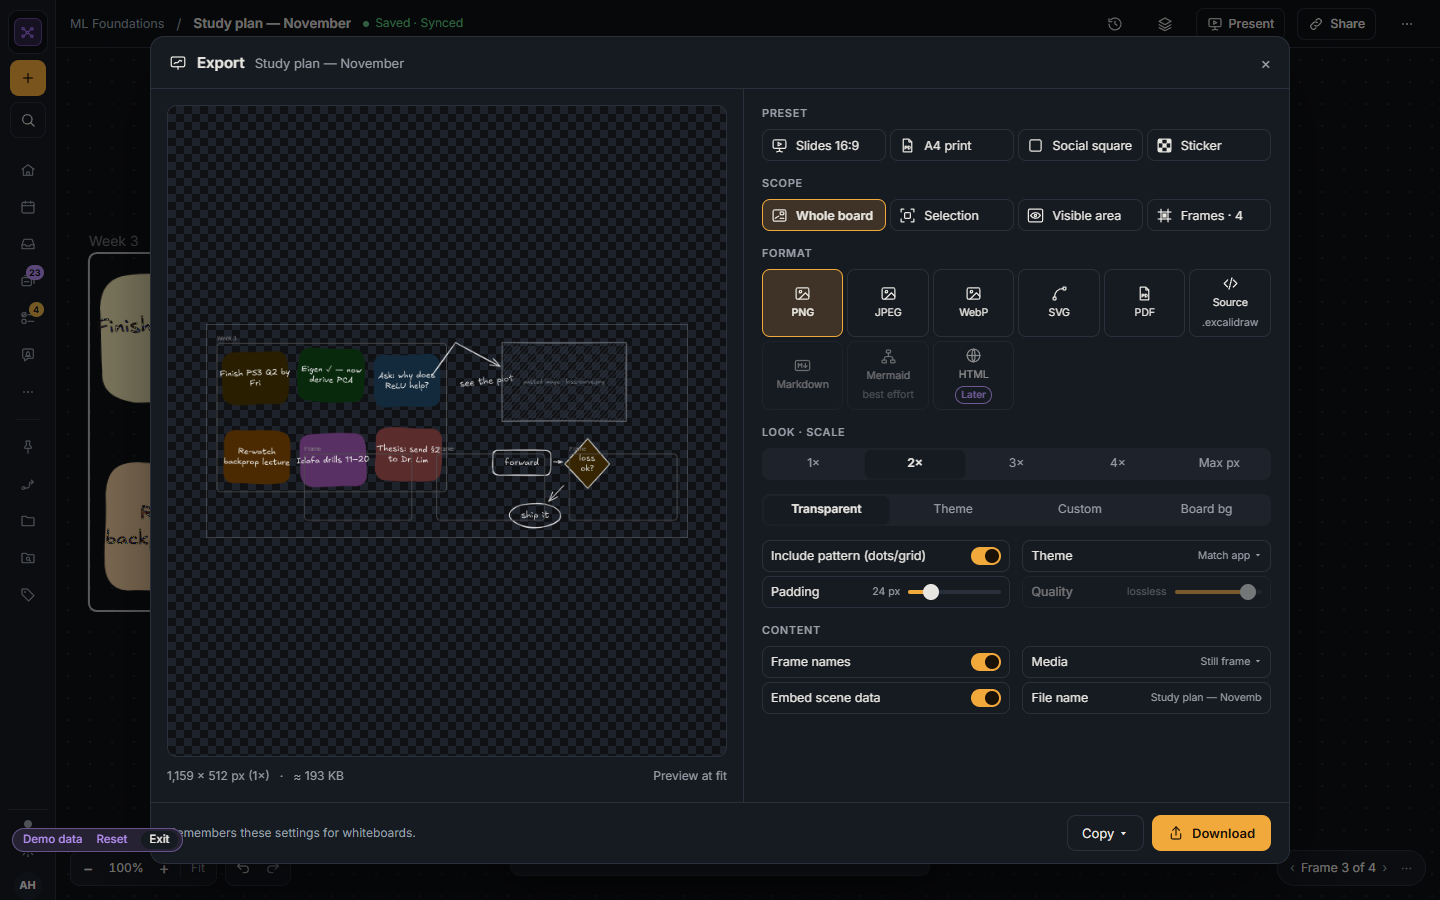 ML Foundations / Study plan — November Saved · Synced
Present
Share
Export Study plan — November
Week 3
23
4
Finish
back
Week 3
Finish PS3 Q2 by
Fri
Eigen ✓ — now
derive PCA
Ask: why does
ReLU help?
see the plot
Re-watch
backprop lecture
Frame
Idafa drills 11–20
Thesis: send §2
to Dr. Lim
forward
loss
ok?
ship it
1,159 × 512 px (1×) · ≈ 193 KB
Preview at fit
PRESET
Slides 16:9
A4 print
Social square
Sticker
SCOPE
Whole board
Selection
Visible area
Frames · 4
FORMAT
PNG
JPEG
WebP
SVG
PDF
Source
.excalidraw
Markdown
Mermaid
best effort
HTML
Later
LOOK · SCALE
1×
2×
3×
4×
Max px
Transparent
Theme
Custom
Board bg
Include pattern (dots/grid)
Theme
Match app
Padding
24 px
Quality
lossless
CONTENT
Frame names
Media
Still frame
Embed scene data
File name
Study plan — Novemb
emembers these settings for whiteboards.
Copy
Download
Demo data
Reset
Exit
100%
Fit
Frame 3 of 4
AH